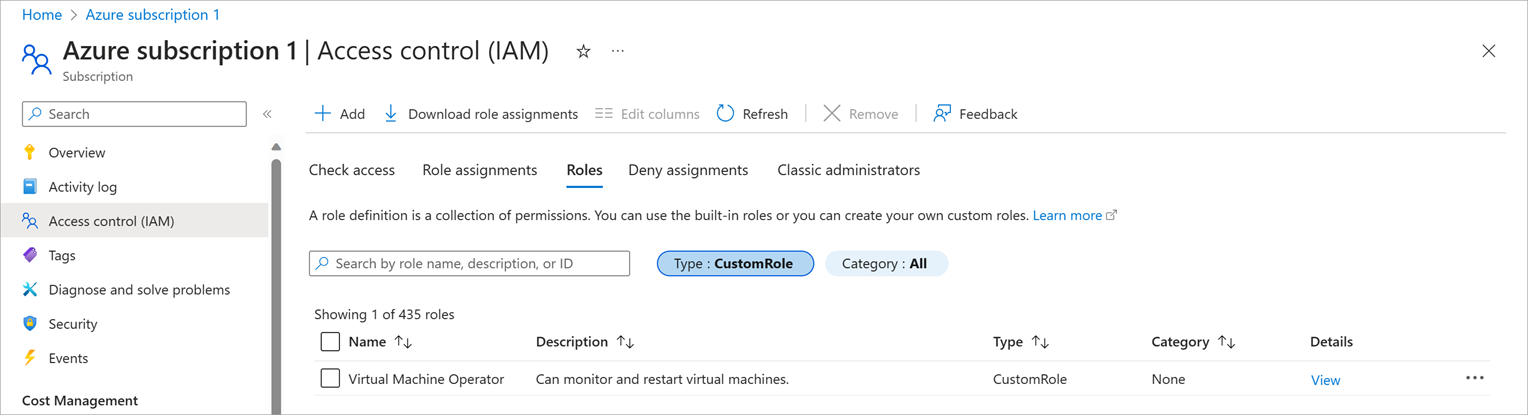 Home > Azure subscription 1
Azure subscription 1 | Access control (IAM) ...
Subscription
Search «
Add Download role assignments Edit columns Refresh Remove Feedback
Overview
Activity log
Access control (IAM)
Tags
Diagnose and solve problems
Security
Events
Cost Management
Check access Role assignments Roles Deny assignments Classic administrators
A role definition is a collection of permissions. You can use the built-in roles or you can create your own custom roles. Learn more
Search by role name, description, or ID Type : CustomRole Category : All
Showing 1 of 435 roles
Name ↑↓ Description ↑↓ Type ↑↓ Category ↑↓ Details
Virtual Machine Operator Can monitor and restart virtual machines. CustomRole None View ...